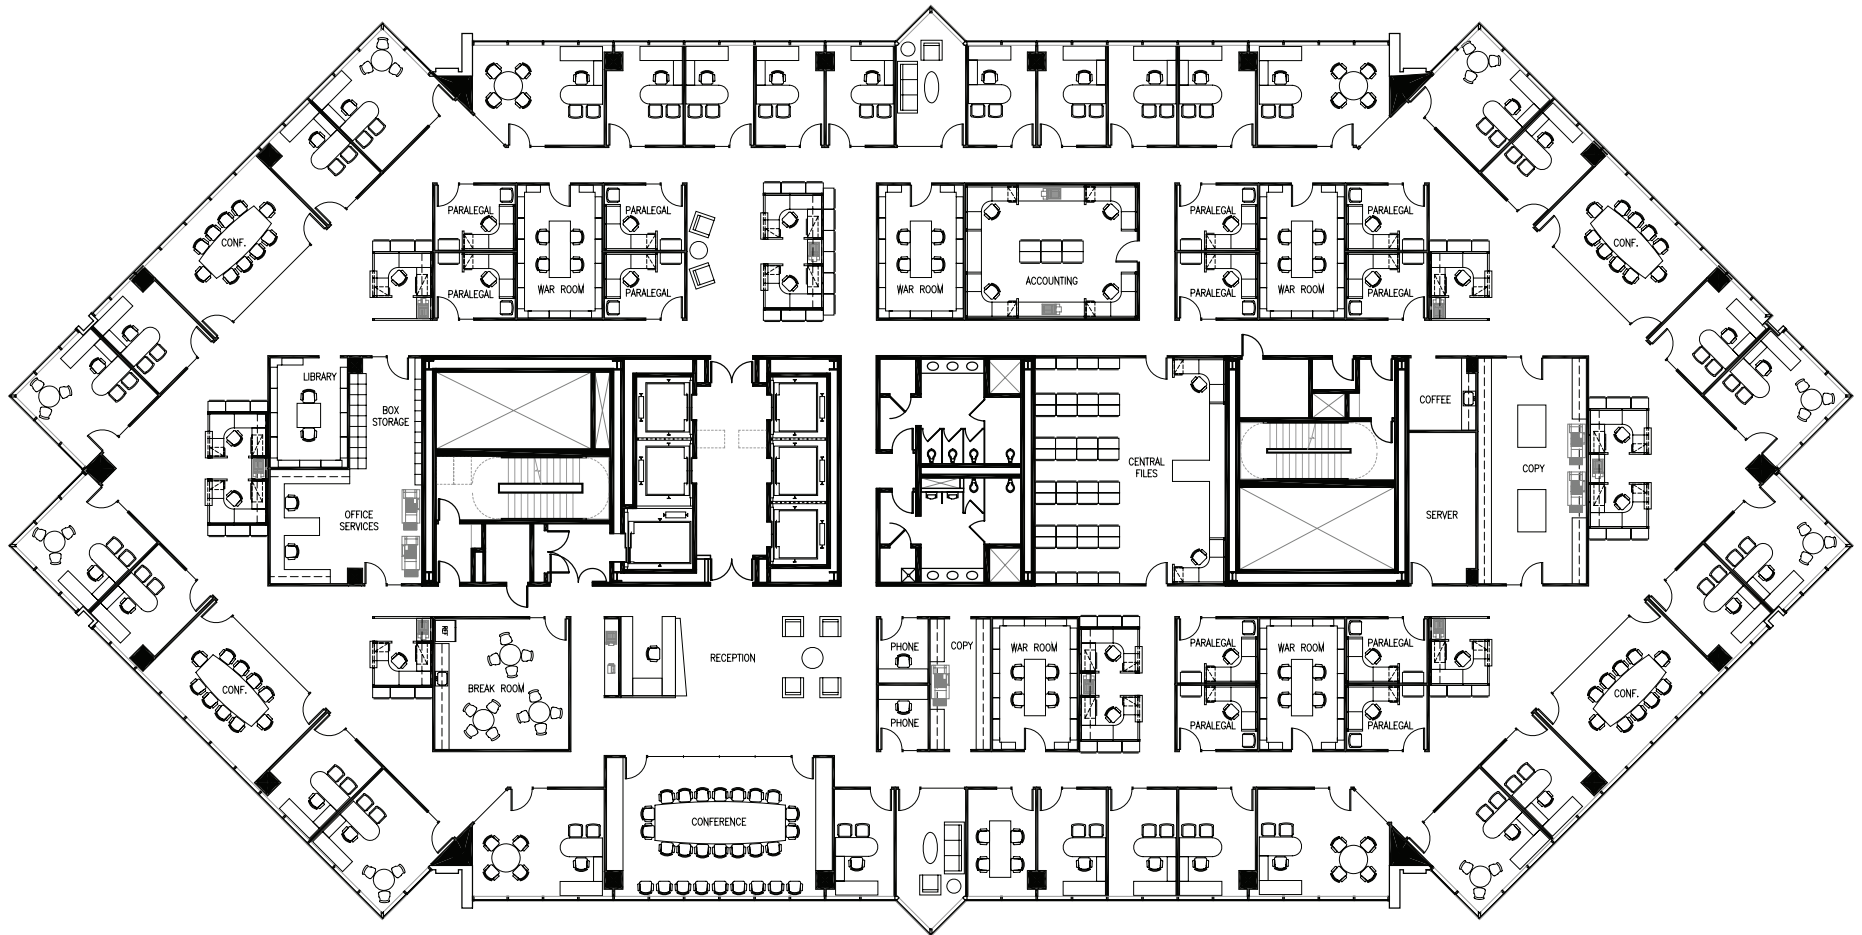 PARALEGAL
PARALEGAL
PARALEGAL
PARALEGAL
CONF.
CONF.
PARALEGAL
WAR ROOM
PARALEGAL
WAR ROOM
ACCOUNTING
PARALEGAL
WAR ROOM
PARALEGAL
LIBRARY
BOX
STORAGE
COFFEE
CENTRAL
FILES
COPY
OFFICE
SERVICES
SERVER
RECEPTION
PHONE
COPY
WAR ROOM
PARALEGAL
WAR ROOM
PARALEGAL
REF
CONF.
BREAK ROOM
CONF.
PHONE
PARALEGAL
PARALEGAL
CONFERENCE